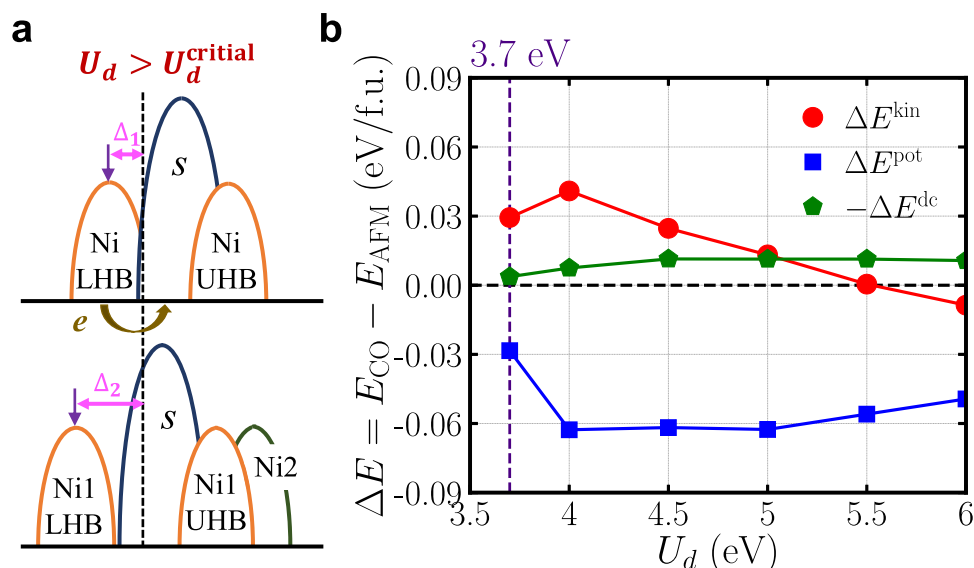 a
U_d > U_d^critial
Δ₁
s
Ni
LHB
Ni
UHB
e
Δ₂
s
Ni1
LHB
Ni1
UHB
Ni2
b
3.7 eV
ΔE = E_CO − E_AFM (eV/f.u.)
0.09
0.06
0.03
0.00
-0.03
-0.06
-0.09
ΔE^kin
ΔE^pot
−ΔE^dc
3.5 4 4.5 5 5.5 6
U_d (eV)